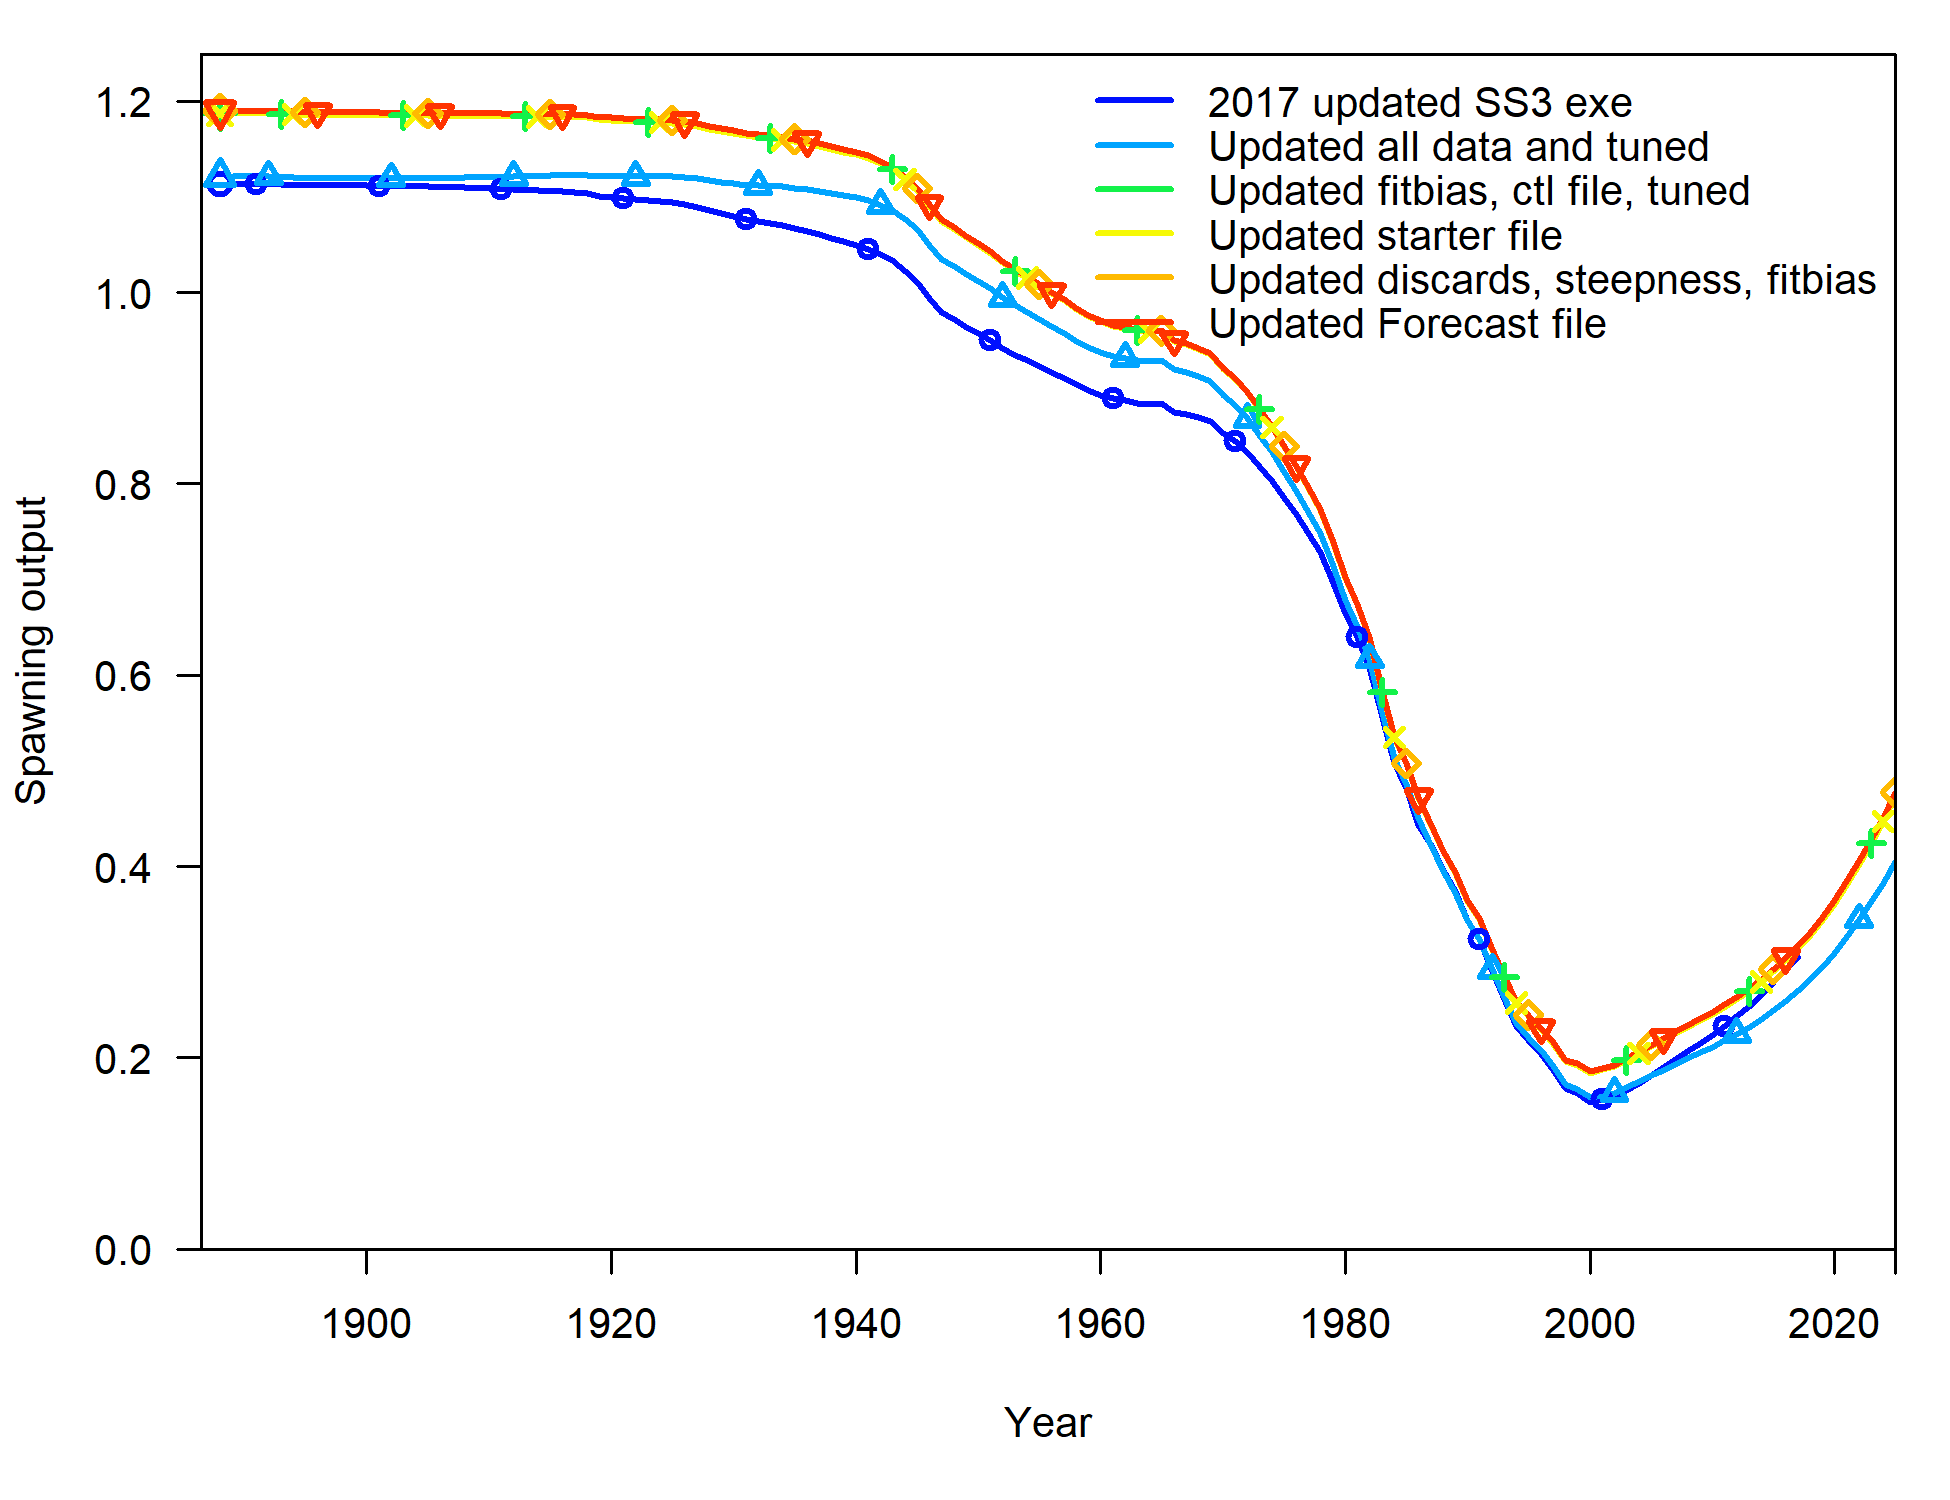 2017 updated SS3 exe
Updated all data and tuned
Updated fitbias, ctl file, tuned
Updated starter file
Updated discards, steepness, fitbias
Updated Forecast file
Spawning output
1.2
1.0
0.8
0.6
0.4
0.2
0.0
1900 1920 1940 1960 1980 2000 2020
Year